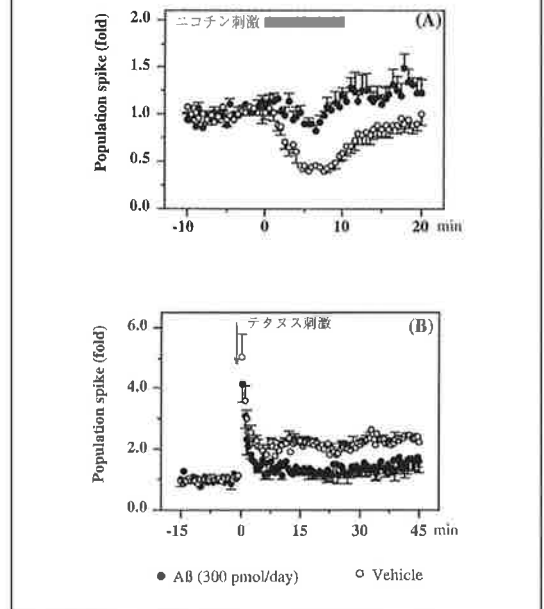 ニコチン刺激
(A)
Population spike (fold)
2.0
1.5
1.0
0.5
0.0
-10 0 10 20 min
テタヌス刺激
(B)
Population spike (fold)
6.0
4.0
2.0
0.0
-15 0 15 30 45 min
● Aβ (300 pmol/day) ○ Vehicle